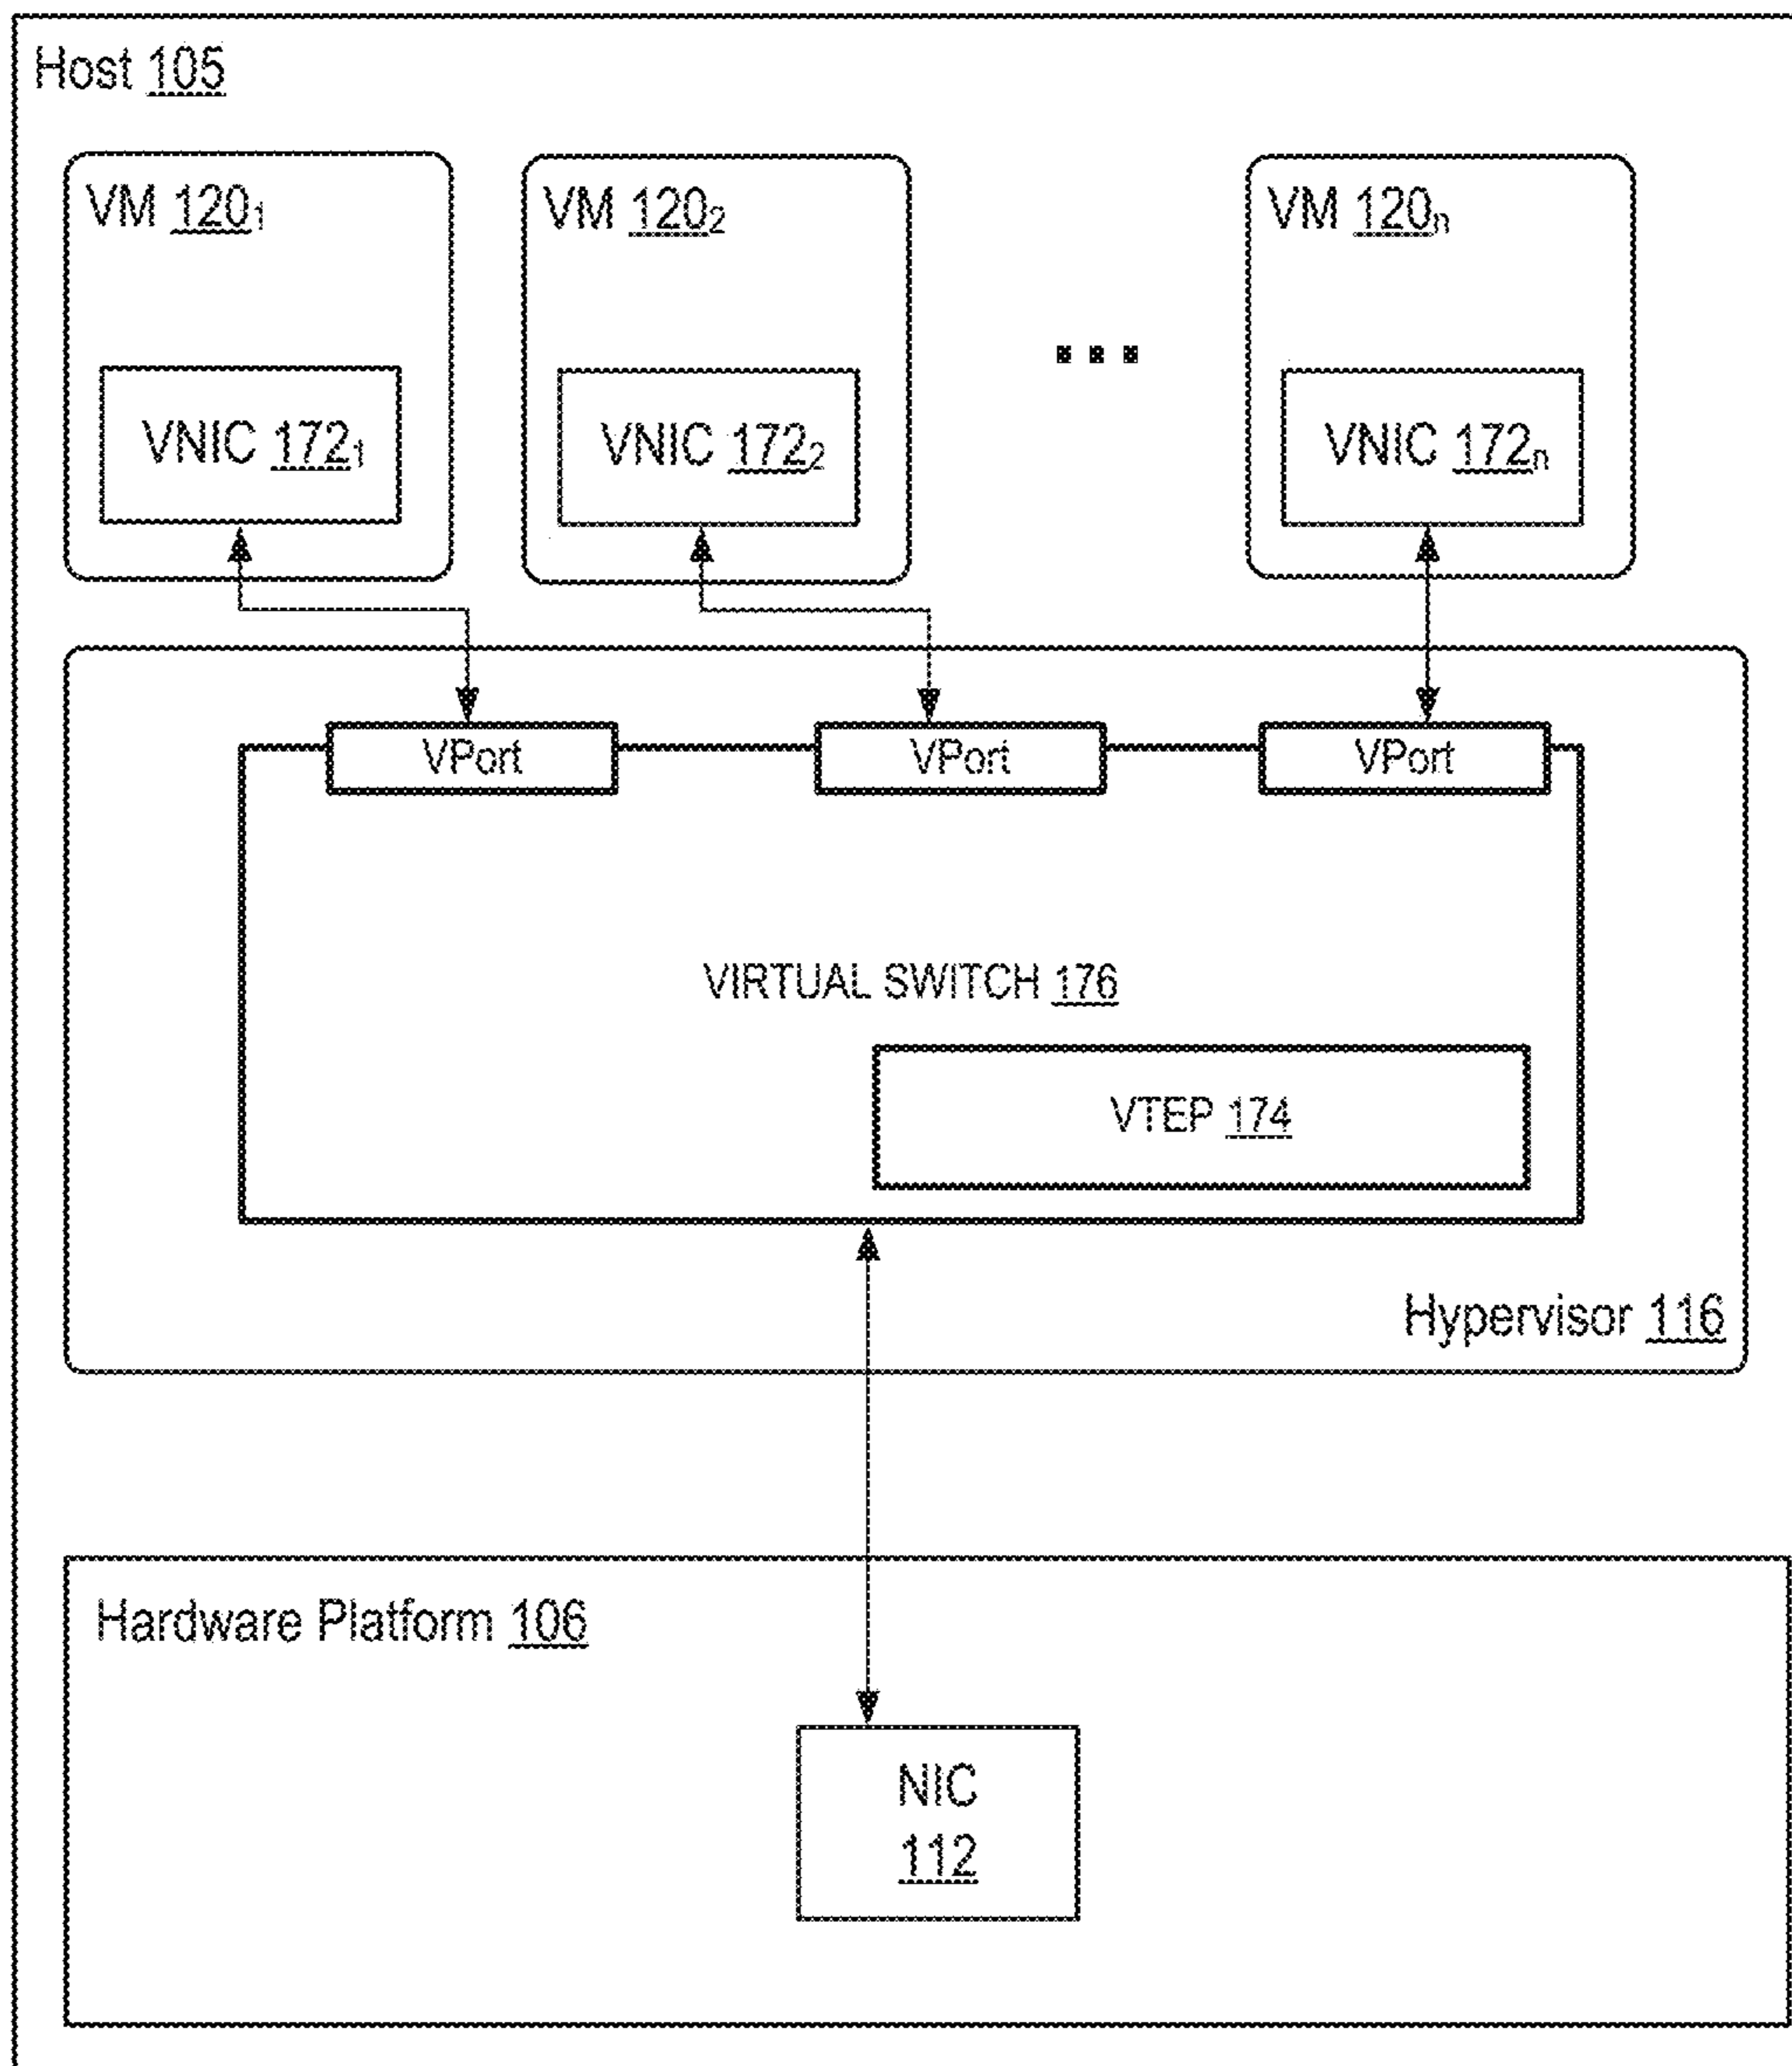 Host 105
VM 120₁
VM 120₂
VM 120ₙ
...
VNIC 172₁
VNIC 172₂
VNIC 172ₙ
VPort
VPort
VPort
VIRTUAL SWITCH 176
VTEP 174
Hypervisor 116
Hardware Platform 106
NIC
112